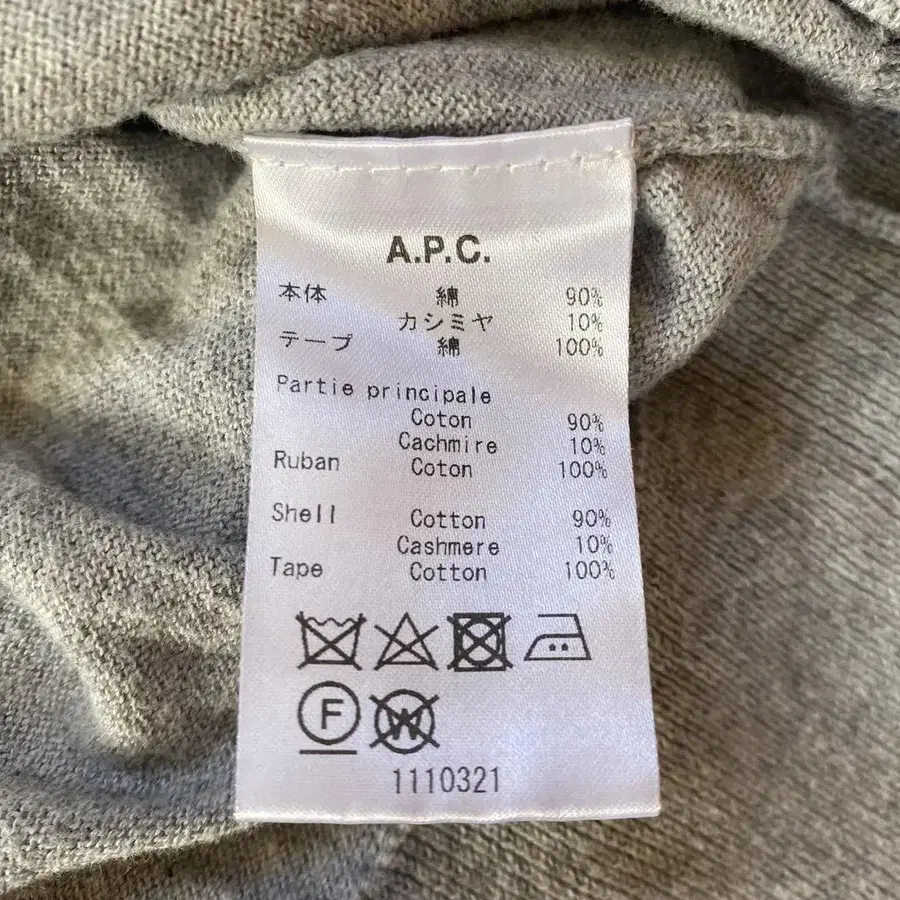 A.P.C.
本体 綿 90%
カシミヤ 10%
テープ 綿 100%
Partie principale
Coton 90%
Cachmire 10%
Ruban Coton 100%
Shell Cotton 90%
Cashmere 10%
Tape Cotton 100%
F W
1110321